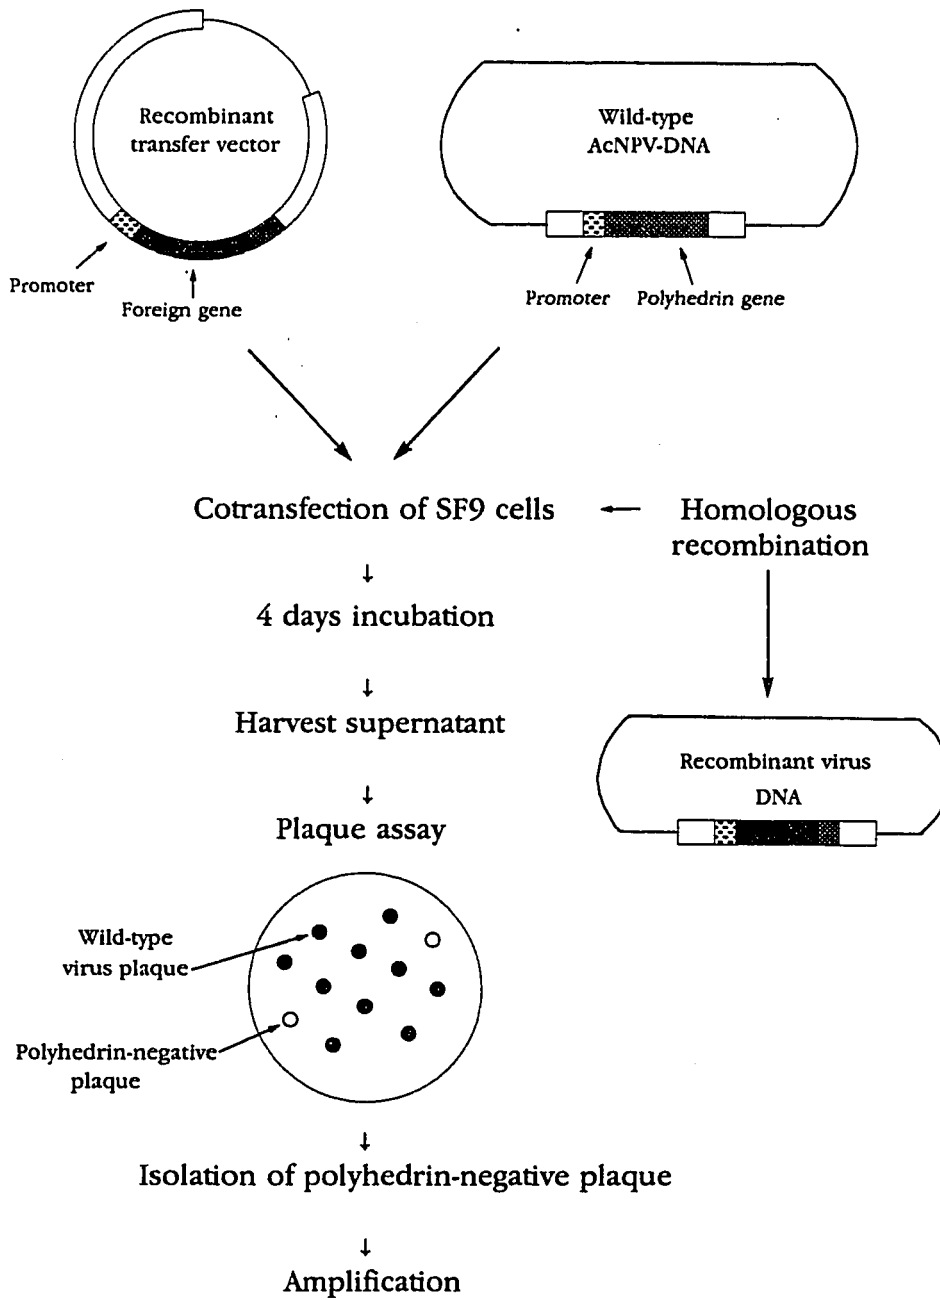 Recombinant
transfer vector
Wild-type
AcNPV-DNA
Promoter
Foreign gene
Promoter
Polyhedrin gene
Cotransfection of SF9 cells
Homologous
recombination
4 days incubation
Harvest supernatant
Recombinant virus
DNA
Plaque assay
Wild-type
virus plaque
Polyhedrin-negative
plaque
Isolation of polyhedrin-negative plaque
Amplification